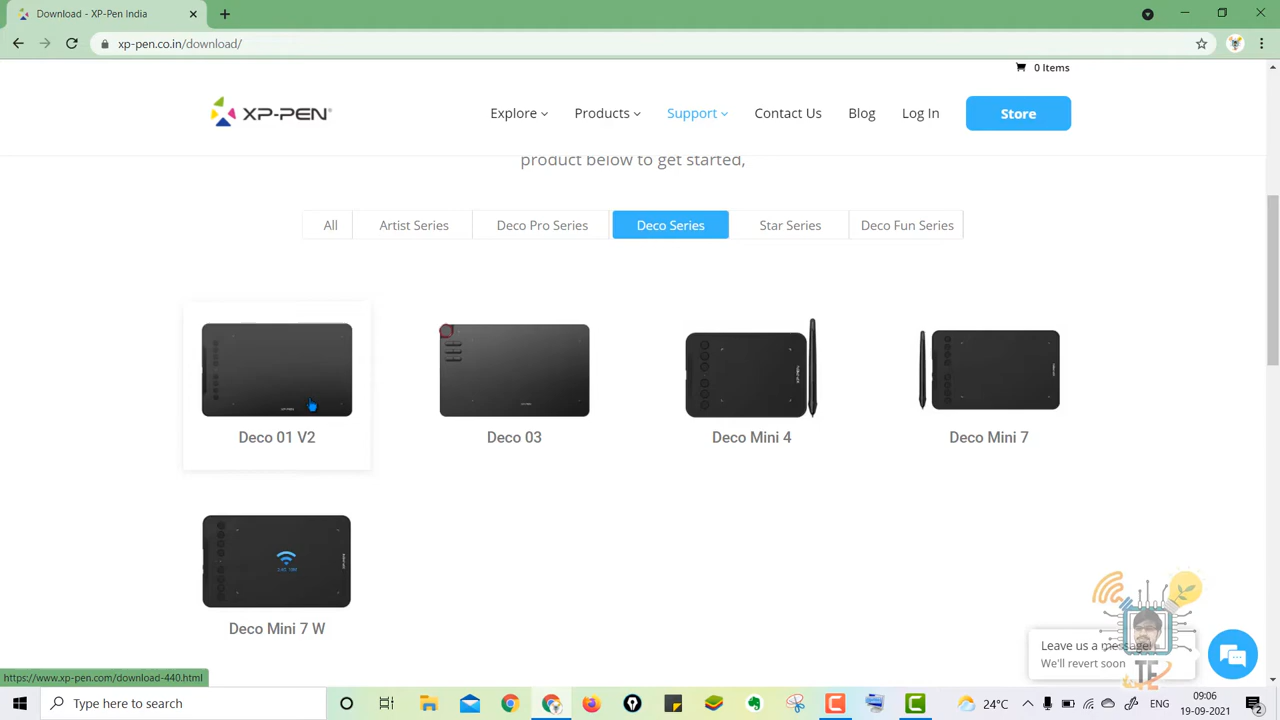 Download - XP-Pen India
xp-pen.co.in/download/
0 Items
XP-PEN®
Explore
Products
Support
Contact Us
Blog
Log In
Store
product below to get started,
All
Artist Series
Deco Pro Series
Deco Series
Star Series
Deco Fun Series
Deco 01 V2
Deco 03
Deco Mini 4
Deco Mini 7
XP-PEN
Deco Mini 7 W
Leave us a message!
We'll revert soon
TE
https://www.xp-pen.com/download-440.html
Type here to search
24°C
ENG
09:06
19-09-2021
2